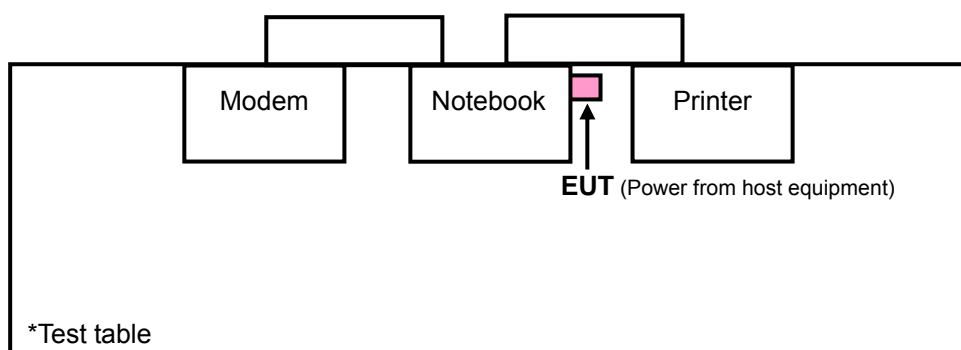 Modem
Notebook
Printer
EUT (Power from host equipment)
*Test table